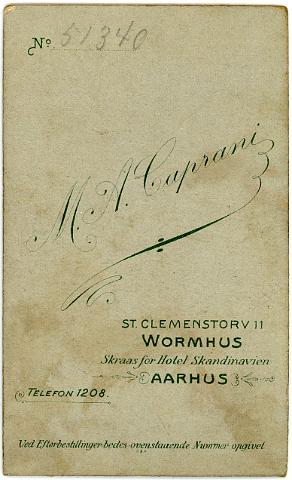 No 51340
M. A. Caprani
ST. CLEMENSTORV 11
WORMHUS
Skraas for Hotel Skandinavien
AARHUS
TELEFON 1208.
Ved Efterbestillinger bedes ovenstaaende Nummer opgivet